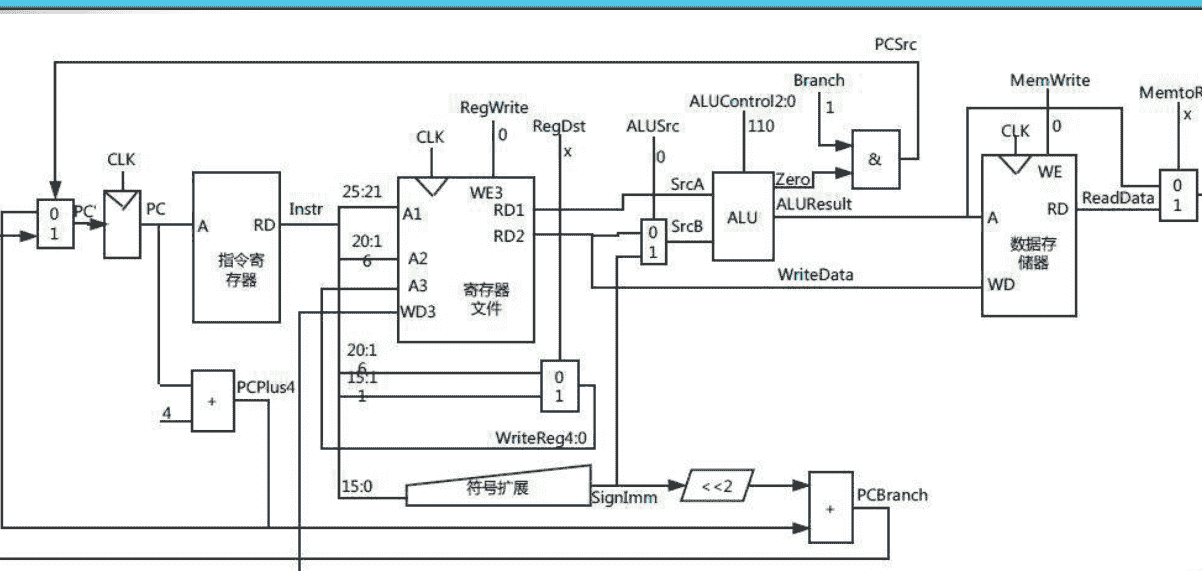 PCSrc
Branch
1
MemWrite
0
MemtoR
x
RegWrite
0
RegDst
x
ALUSrc
0
ALUControl2:0
110
CLK
CLK
CLK
0
1
PC'
PC
A
RD
指令寄
存器
Instr
25:21
20:1
6
A1
A2
A3
WD3
WE3
RD1
RD2
寄存器
文件
SrcA
SrcB
0
1
ALU
Zero
ALUResult
&
WriteData
A
WD
WE
RD
数据存
储器
ReadData
0
1
20:1
6
15:1
1
0
1
WriteReg4:0
4
+
PCPlus4
15:0
符号扩展
SignImm
<<2
+
PCBranch